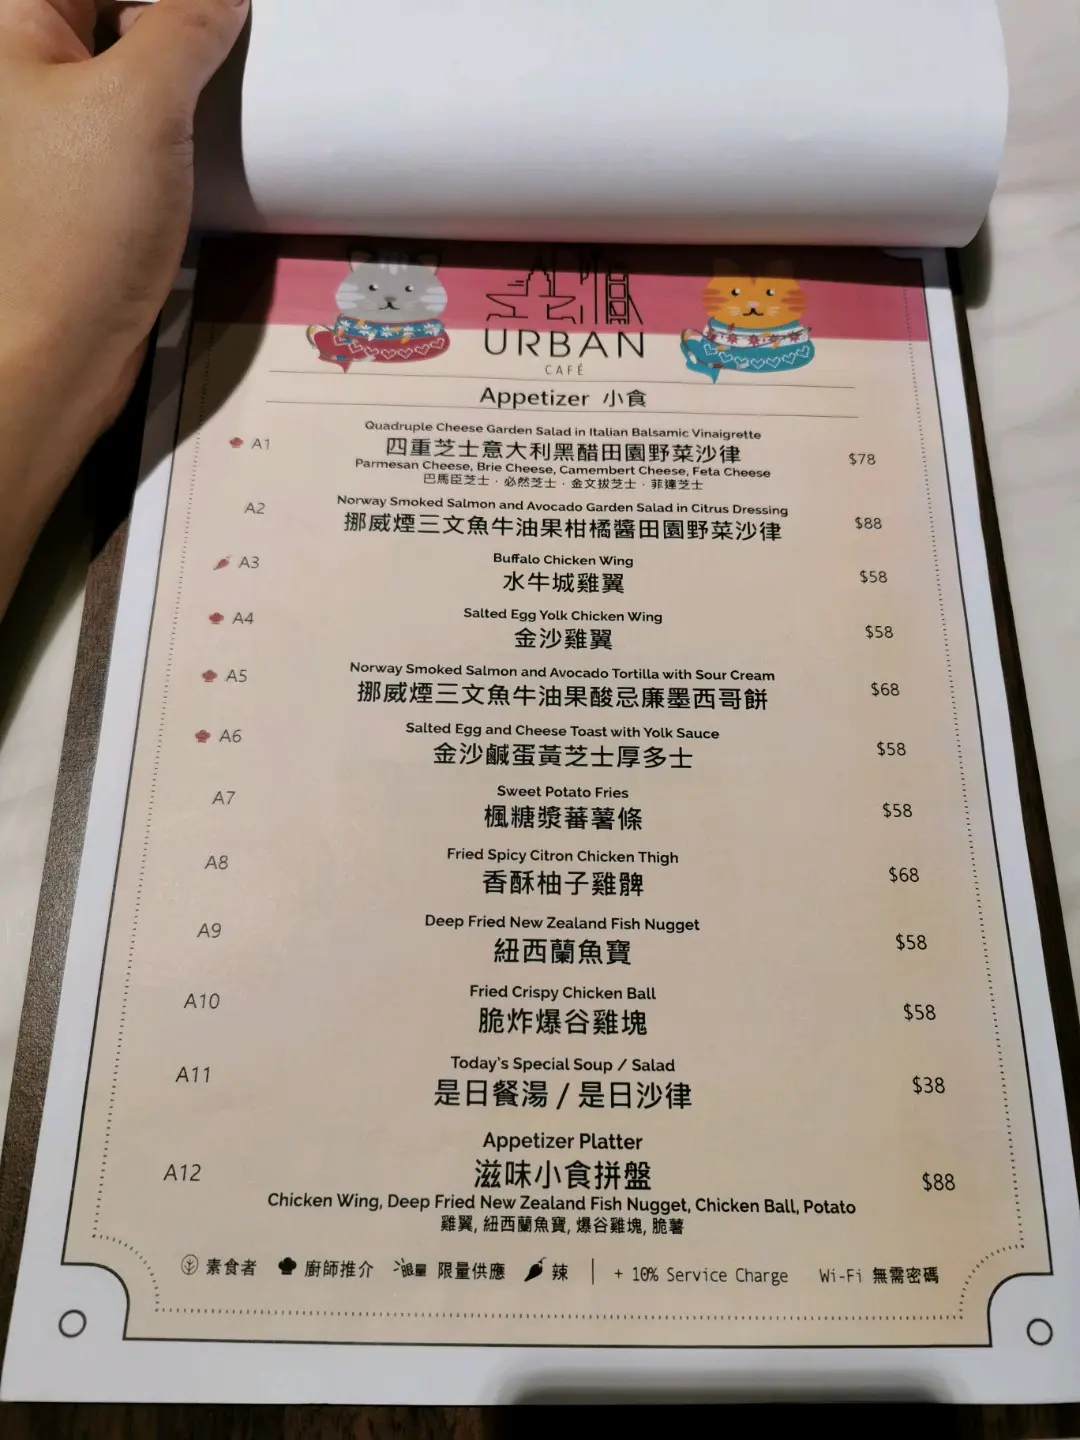 URBAN
CAFÉ
Appetizer 小食
Quadruple Cheese Garden Salad in Italian Balsamic Vinaigrette
A1 四重芝士意大利黑醋田園野菜沙律 $78
Parmesan Cheese, Brie Cheese, Camembert Cheese, Feta Cheese
巴馬臣芝士 · 必然芝士 · 金文拔芝士 · 菲達芝士
Norway Smoked Salmon and Avocado Garden Salad in Citrus Dressing
A2 挪威煙三文魚牛油果柑橘醬田園野菜沙律 $88
Buffalo Chicken Wing
A3 水牛城雞翼 $58
Salted Egg Yolk Chicken Wing
A4 金沙雞翼 $58
Norway Smoked Salmon and Avocado Tortilla with Sour Cream
A5 挪威煙三文魚牛油果酸忌廉墨西哥餅 $68
Salted Egg and Cheese Toast with Yolk Sauce
A6 金沙鹹蛋黃芝士厚多士 $58
Sweet Potato Fries
A7 楓糖漿蕃薯條 $58
Fried Spicy Citron Chicken Thigh
A8 香酥柚子雞髀 $68
Deep Fried New Zealand Fish Nugget
A9 紐西蘭魚寶 $58
Fried Crispy Chicken Ball
A10 脆炸爆谷雞塊 $58
Today's Special Soup / Salad
A11 是日餐湯 / 是日沙律 $38
Appetizer Platter
A12 滋味小食拼盤 $88
Chicken Wing, Deep Fried New Zealand Fish Nugget, Chicken Ball, Potato
雞翼, 紐西蘭魚寶, 爆谷雞塊, 脆薯
素食者 廚師推介 限量 限量供應 辣 | + 10% Service Charge Wi-Fi 無需密碼